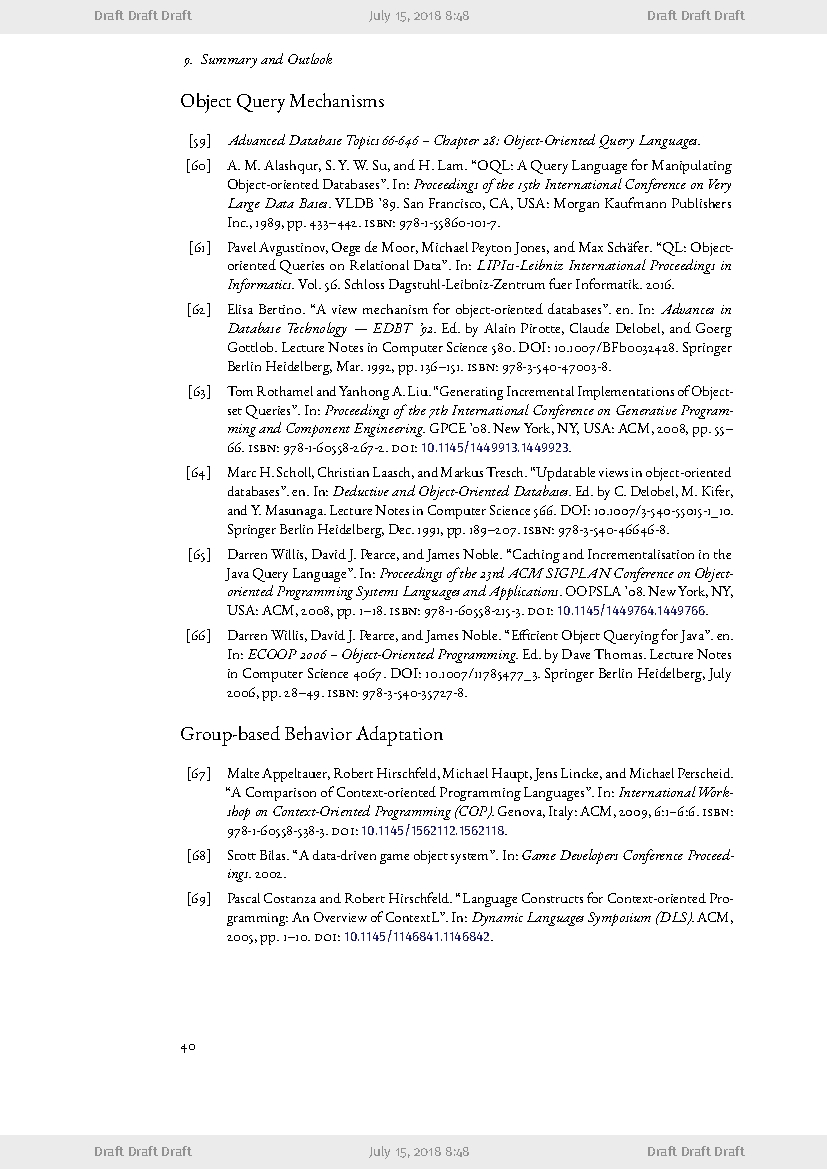 Draft Draft Draft July 15, 2018 8:48 Draft Draft Draft
9. Summary and Outlook
Object Query Mechanisms
[59] Advanced Database Topics 66-646 – Chapter 28: Object-Oriented Query Languages.
[60] A. M. Alashqur, S. Y. W. Su, and H. Lam. “OQL: A Query Language for Manipulating
Object-oriented Databases”. In: Proceedings of the 15th International Conference on Very
Large Data Bases. VLDB ’89. San Francisco, CA, USA: Morgan Kaufmann Publishers
Inc., 1989, pp. 433–442. ISBN: 978-1-55860-101-7.
[61] Pavel Avgustinov, Oege de Moor, Michael Peyton Jones, and Max Schäfer. “QL: Object-
oriented Queries on Relational Data”. In: LIPIcs-Leibniz International Proceedings in
Informatics. Vol. 56. Schloss Dagstuhl-Leibniz-Zentrum fuer Informatik. 2016.
[62] Elisa Bertino. “A view mechanism for object-oriented databases”. en. In: Advances in
Database Technology — EDBT ’92. Ed. by Alain Pirotte, Claude Delobel, and Goerg
Gottlob. Lecture Notes in Computer Science 580. DOI: 10.1007/BFb0032428. Springer
Berlin Heidelberg, Mar. 1992, pp. 136–151. ISBN: 978-3-540-47003-8.
[63] Tom Rothamel and Yanhong A. Liu. “Generating Incremental Implementations of Object-
set Queries”. In: Proceedings of the 7th International Conference on Generative Program-
ming and Component Engineering. GPCE ’08. New York, NY, USA: ACM, 2008, pp. 55–
66. ISBN: 978-1-60558-267-2. DOI: 10.1145/1449913.1449923.
[64] Marc H. Scholl, Christian Laasch, and Markus Tresch. “Updatable views in object-oriented
databases”. en. In: Deductive and Object-Oriented Databases. Ed. by C. Delobel, M. Kifer,
and Y. Masunaga. Lecture Notes in Computer Science 566. DOI: 10.1007/3-540-55015-1_10.
Springer Berlin Heidelberg, Dec. 1991, pp. 189–207. ISBN: 978-3-540-46646-8.
[65] Darren Willis, David J. Pearce, and James Noble. “Caching and Incrementalisation in the
Java Query Language”. In: Proceedings of the 23rd ACM SIGPLAN Conference on Object-
oriented Programming Systems Languages and Applications. OOPSLA ’08. New York, NY,
USA: ACM, 2008, pp. 1–18. ISBN: 978-1-60558-215-3. DOI: 10.1145/1449764.1449766.
[66] Darren Willis, David J. Pearce, and James Noble. “Efficient Object Querying for Java”. en.
In: ECOOP 2006 – Object-Oriented Programming. Ed. by Dave Thomas. Lecture Notes
in Computer Science 4067. DOI: 10.1007/11785477_3. Springer Berlin Heidelberg, July
2006, pp. 28–49. ISBN: 978-3-540-35727-8.
Group-based Behavior Adaptation
[67] Malte Appeltauer, Robert Hirschfeld, Michael Haupt, Jens Lincke, and Michael Perscheid.
“A Comparison of Context-oriented Programming Languages”. In: International Work-
shop on Context-Oriented Programming (COP). Genova, Italy: ACM, 2009, 6:1–6:6. ISBN:
978-1-60558-538-3. DOI: 10.1145/1562112.1562118.
[68] Scott Bilas. “A data-driven game object system”. In: Game Developers Conference Proceed-
ings. 2002.
[69] Pascal Costanza and Robert Hirschfeld. “Language Constructs for Context-oriented Pro-
gramming: An Overview of ContextL”. In: Dynamic Languages Symposium (DLS). ACM,
2005, pp. 1–10. DOI: 10.1145/1146841.1146842.
40
Draft Draft Draft July 15, 2018 8:48 Draft Draft Draft